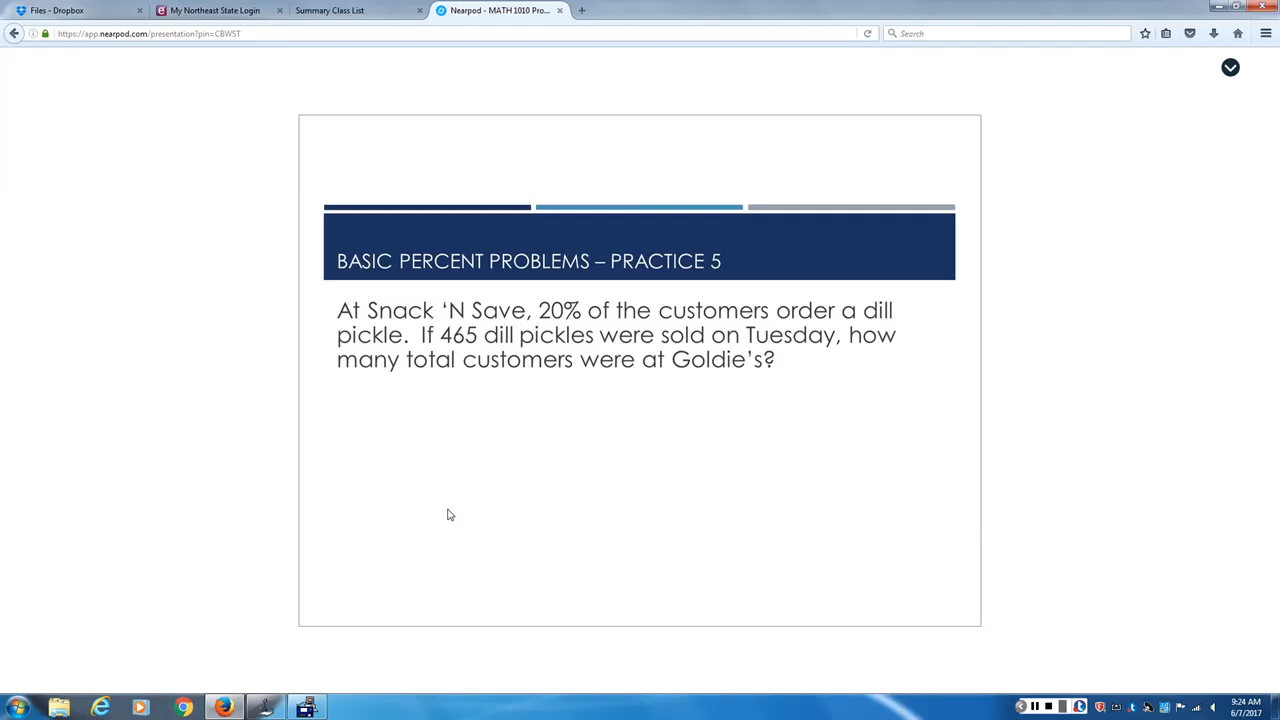 Files - Dropbox
My Northeast State Login
Summary Class List
Nearpod - MATH 1010 Pro...
https://app.nearpod.com/presentation?pin=CBWST
Search
BASIC PERCENT PROBLEMS – PRACTICE 5
At Snack ‘N Save, 20% of the customers order a dill
pickle.  If 465 dill pickles were sold on Tuesday, how
many total customers were at Goldie’s?
9:24 AM
6/7/2017